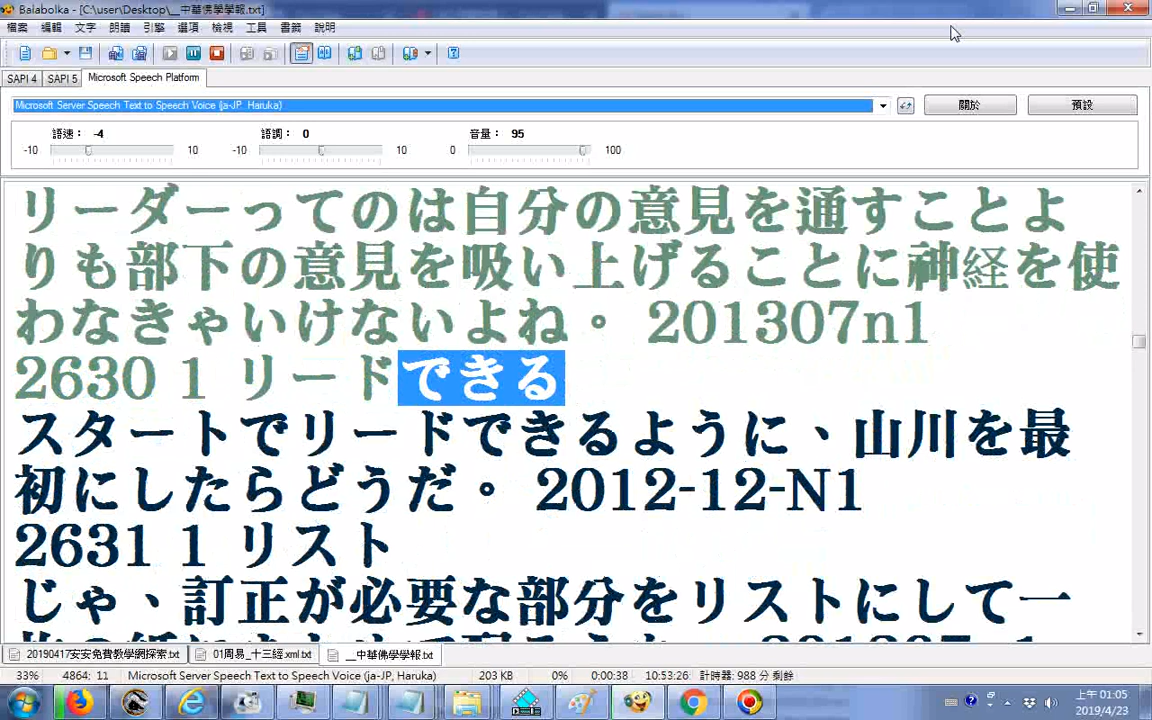 Balabolka - [C:\user\Desktop\__中華佛學學報.txt]
檔案 編輯 文字 朗讀 引擎 選項 檢視 工具 書籤 說明
SAPI 4 SAPI 5 Microsoft Speech Platform
Microsoft Server Speech Text to Speech Voice (ja-JP, Haruka)
關於 預設
語速： -4 語調： 0 音量： 95
-10 10 -10 10 0 100
リーダーってのは自分の意見を通すことよ
りも部下の意見を吸い上げることに神経を使
わなきゃいけないよね。 201307n1
2630 1 リードできる
スタートでリードできるように、山川を最
初にしたらどうだ。 2012-12-N1
2631 1 リスト
じゃ、訂正が必要な部分をリストにして一
20190417安安免費教學網探索.txt 01周易_十三經.xml.txt __中華佛學學報.txt
33% 4864; 11 Microsoft Server Speech Text to Speech Voice (ja-JP, Haruka) 203 KB 0% 0:00:38 10:53:26 計時器: 988 分 剩餘
上午 01:05
2019/4/23